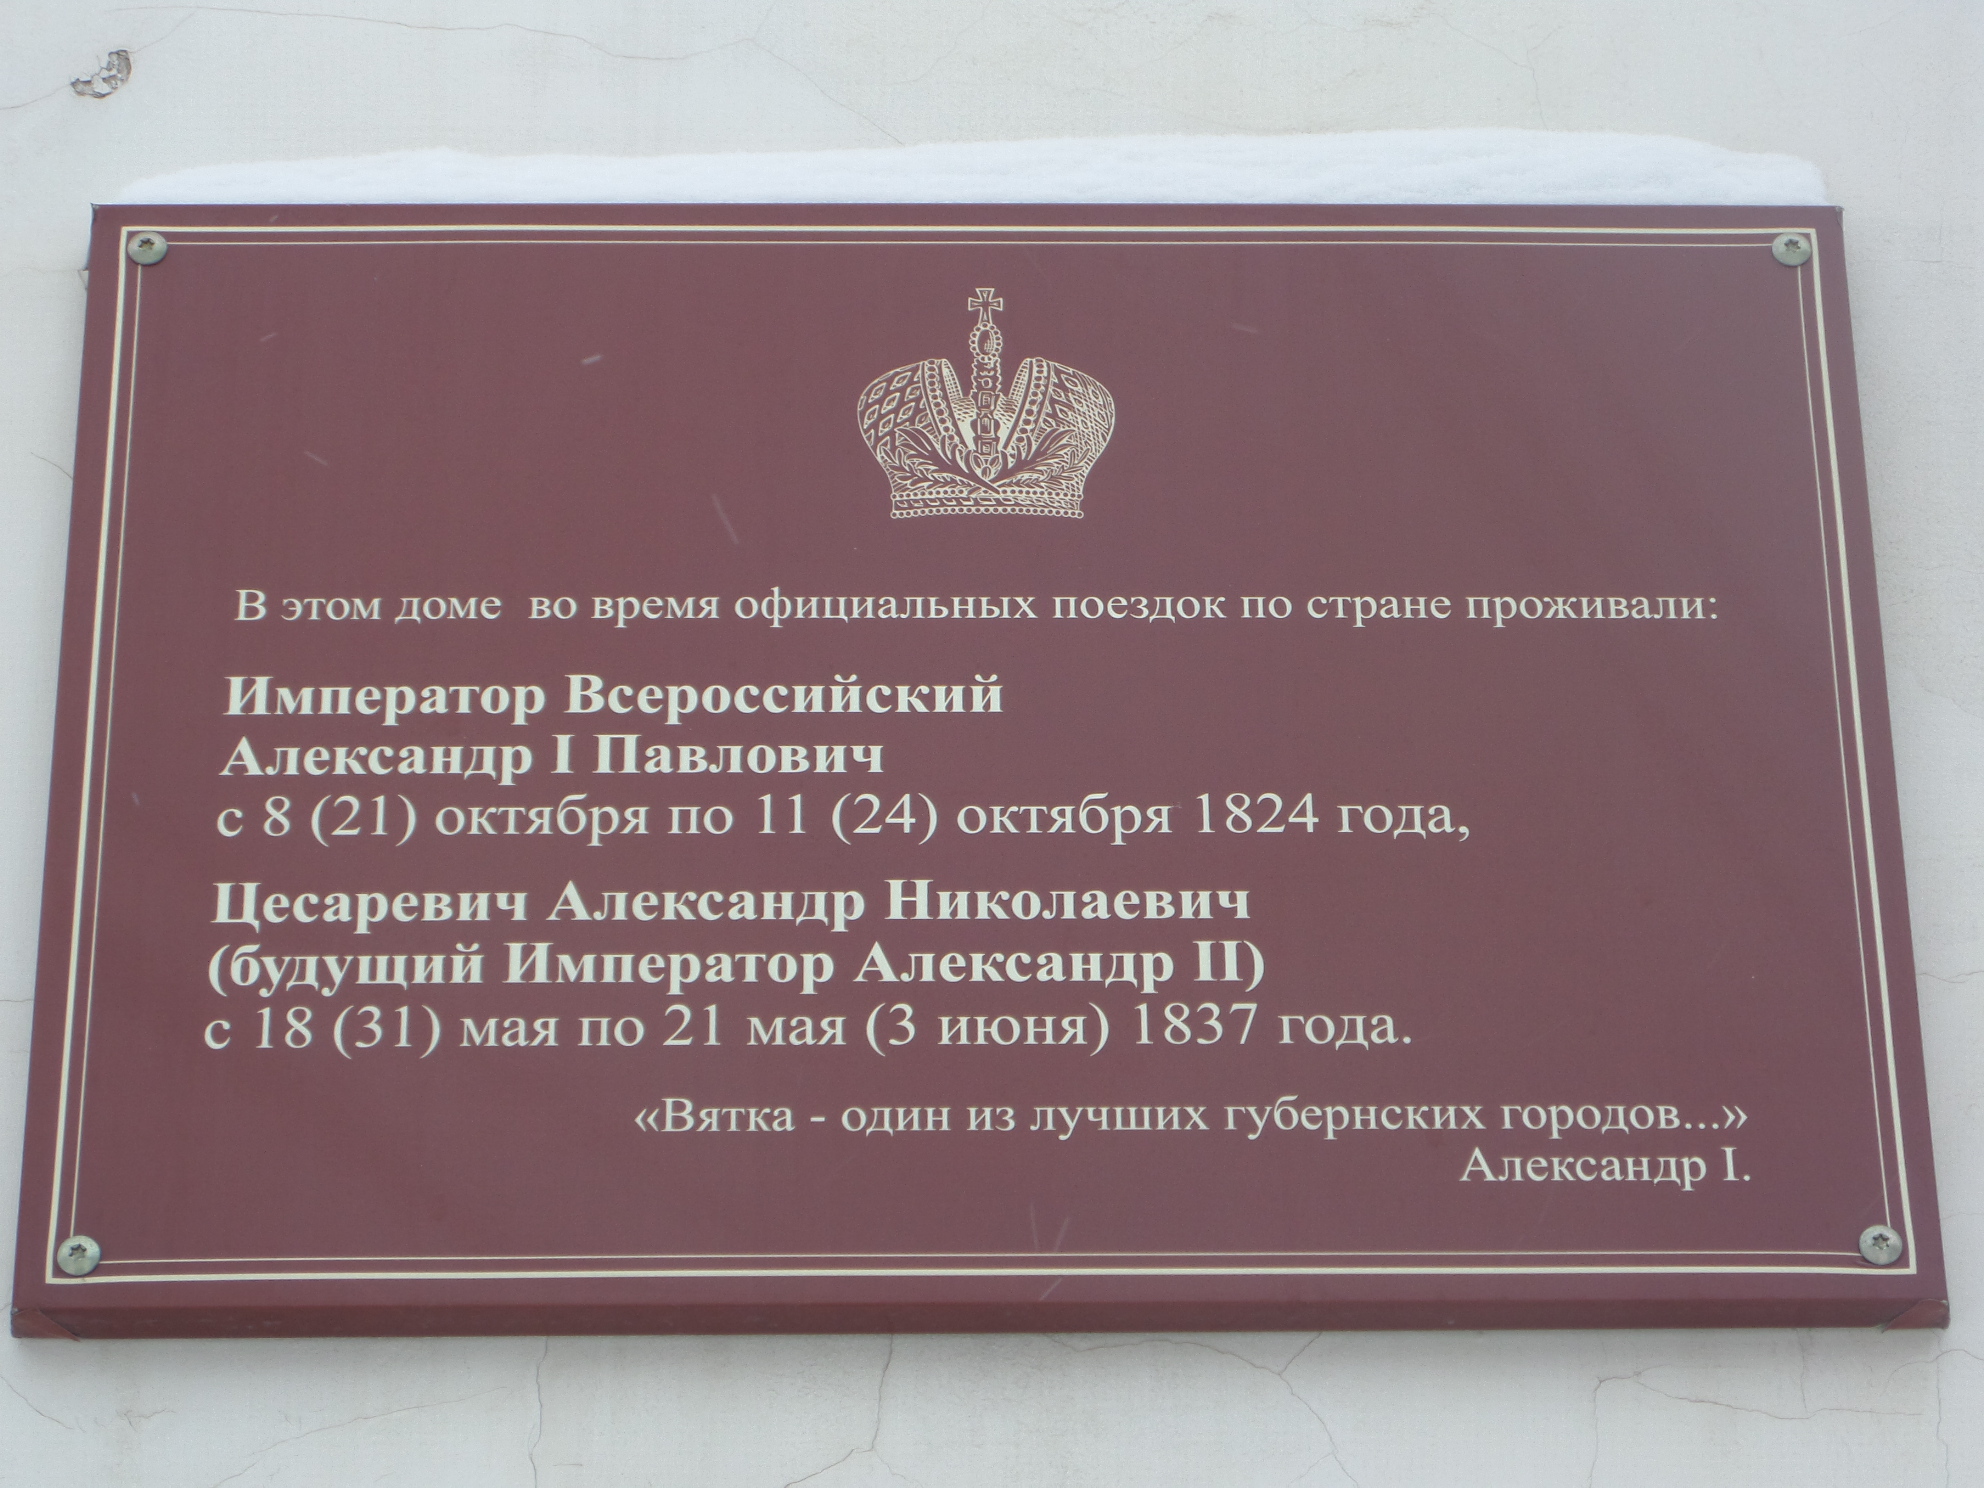 В этом доме во время официальных поездок по стране проживали:
Император Всероссийский
Александр I Павлович
с 8 (21) октября по 11 (24) октября 1824 года,
Цесаревич Александр Николаевич
(будущий Император Александр II)
с 18 (31) мая по 21 мая (3 июня) 1837 года.
«Вятка - один из лучших губернских городов...»
Александр I.